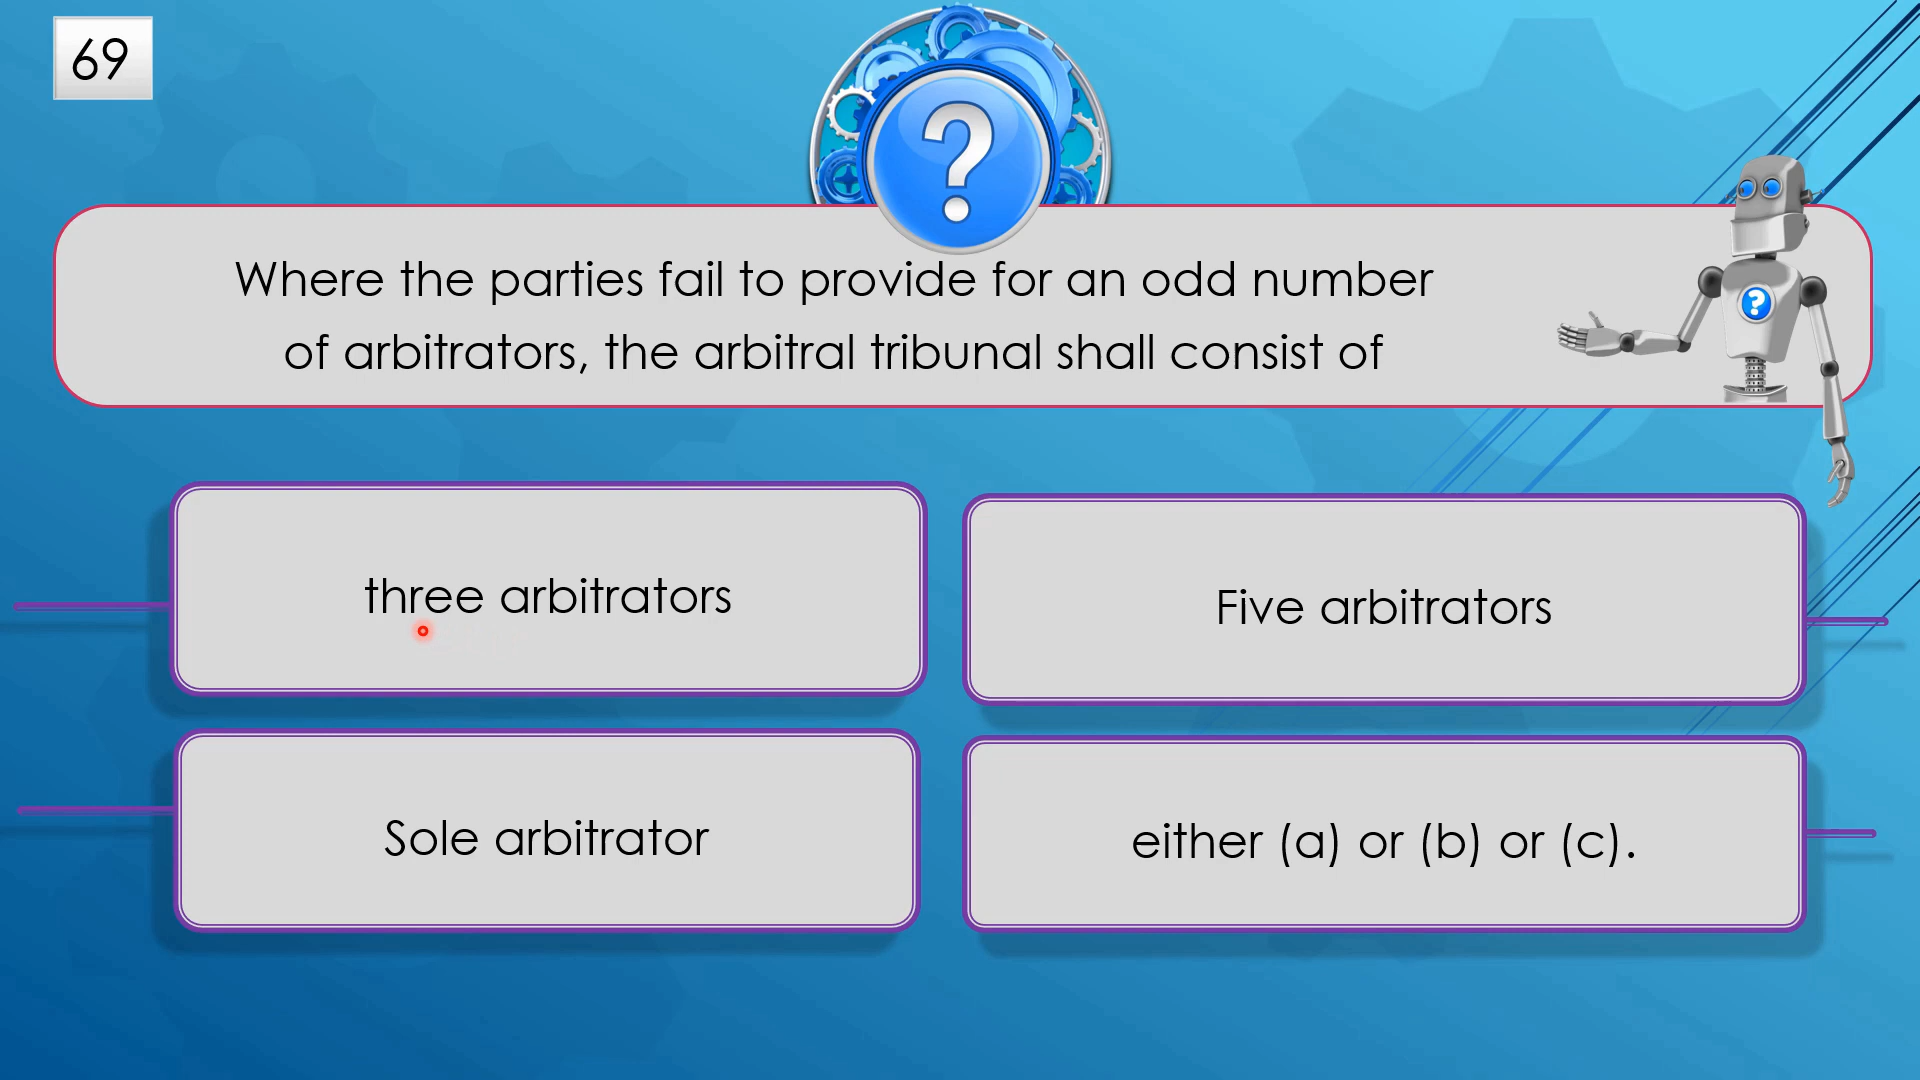 69
?
Where the parties fail to provide for an odd number
of arbitrators, the arbitral tribunal shall consist of
?
three arbitrators
Five arbitrators
Sole arbitrator
either (a) or (b) or (c).